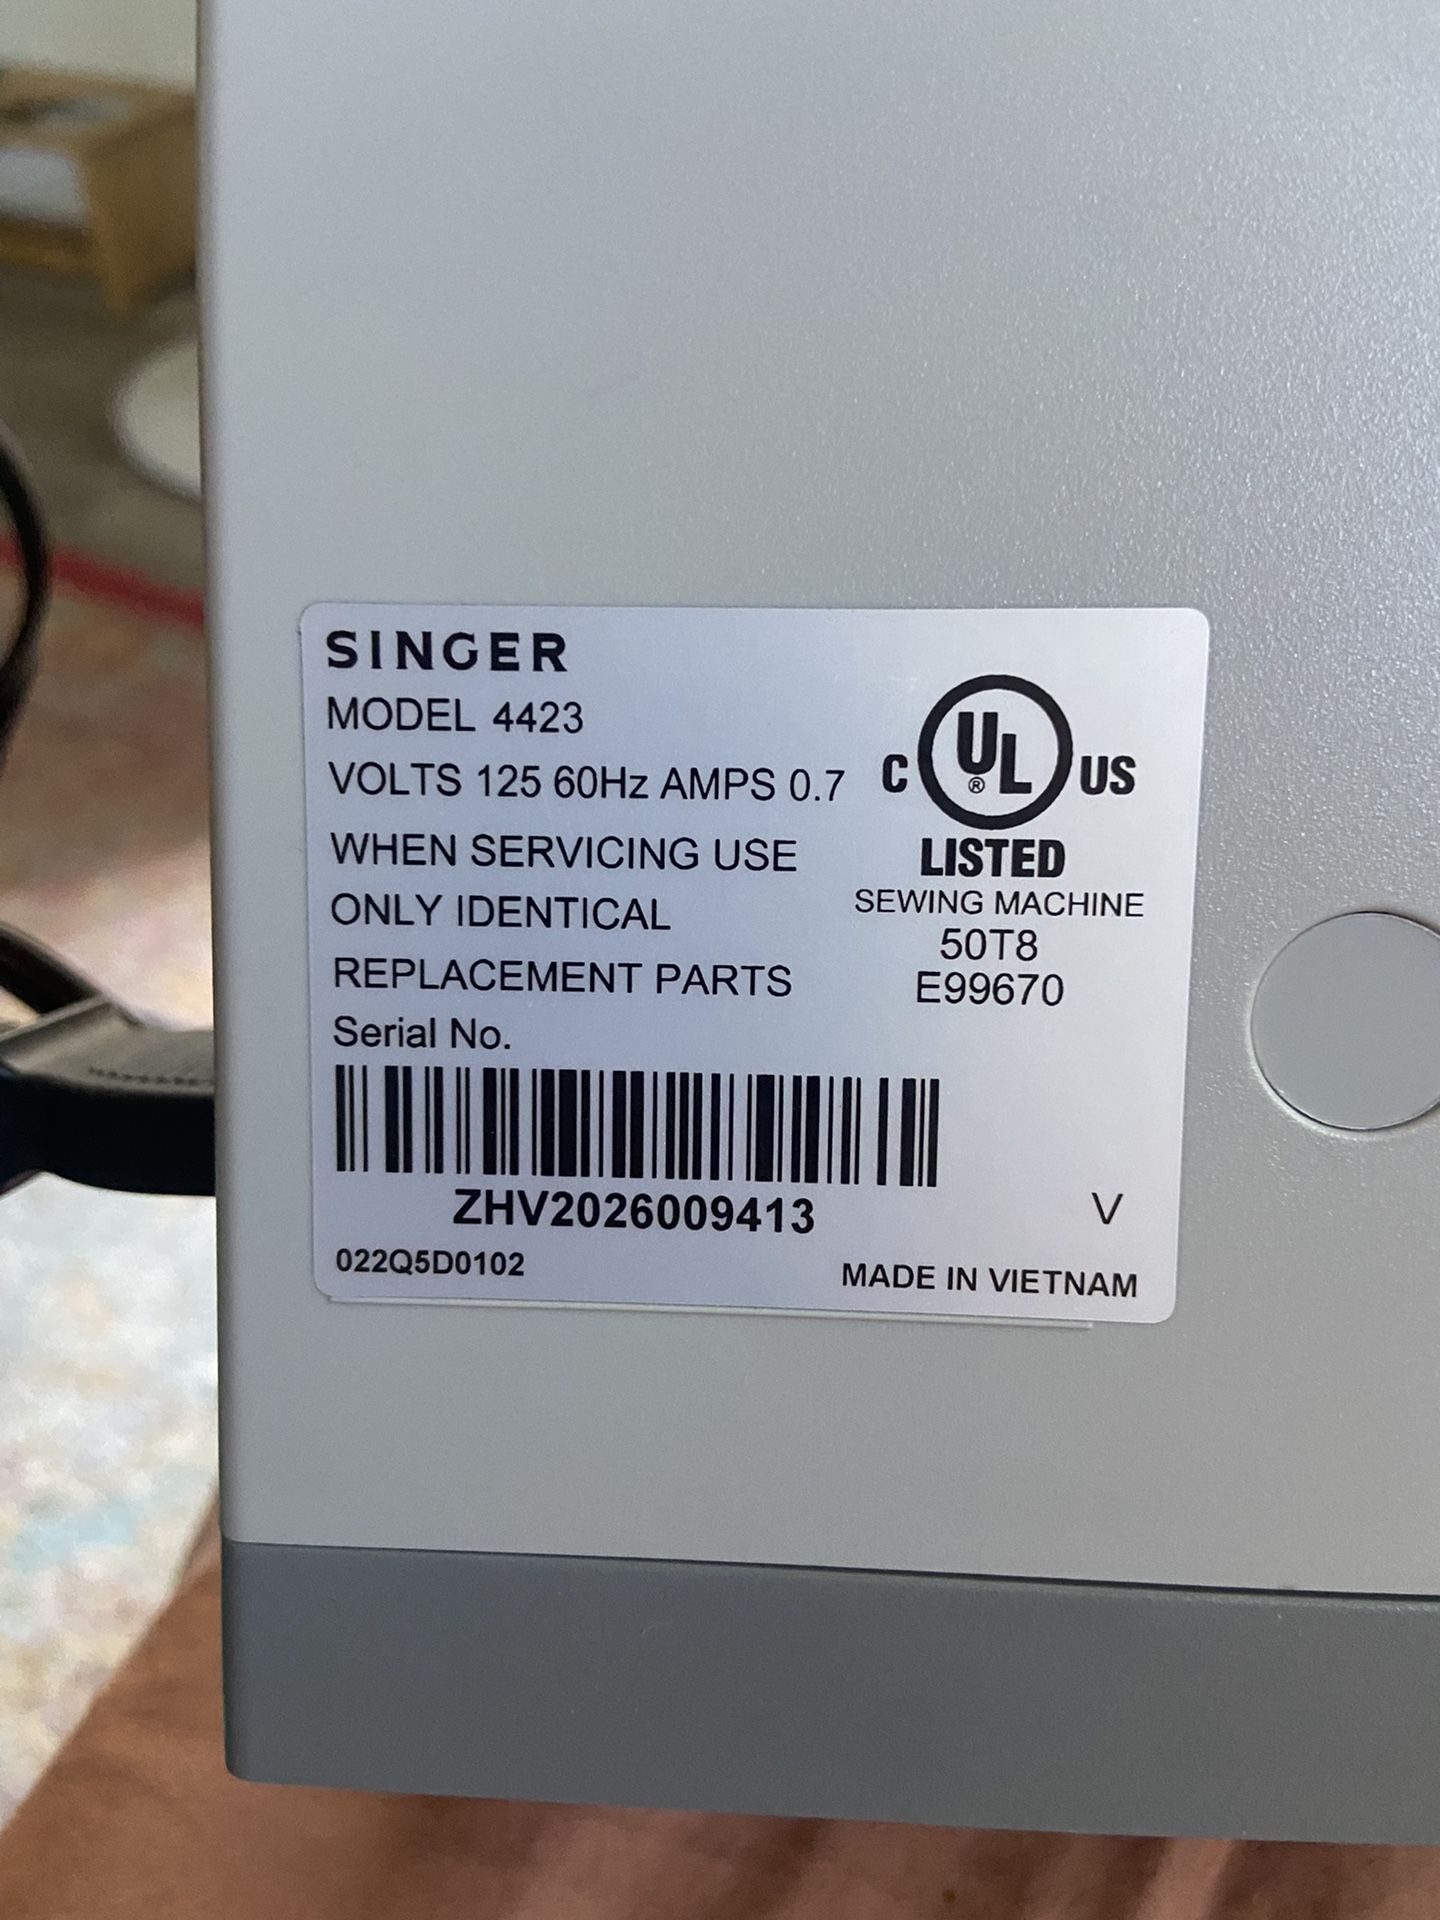 SINGER
MODEL 4423
VOLTS 125 60Hz AMPS 0.7
WHEN SERVICING USE
ONLY IDENTICAL
REPLACEMENT PARTS
Serial No.
ZHV2026009413
022Q5D0102
C UL® US
LISTED
SEWING MACHINE
50T8
E99670
V
MADE IN VIETNAM